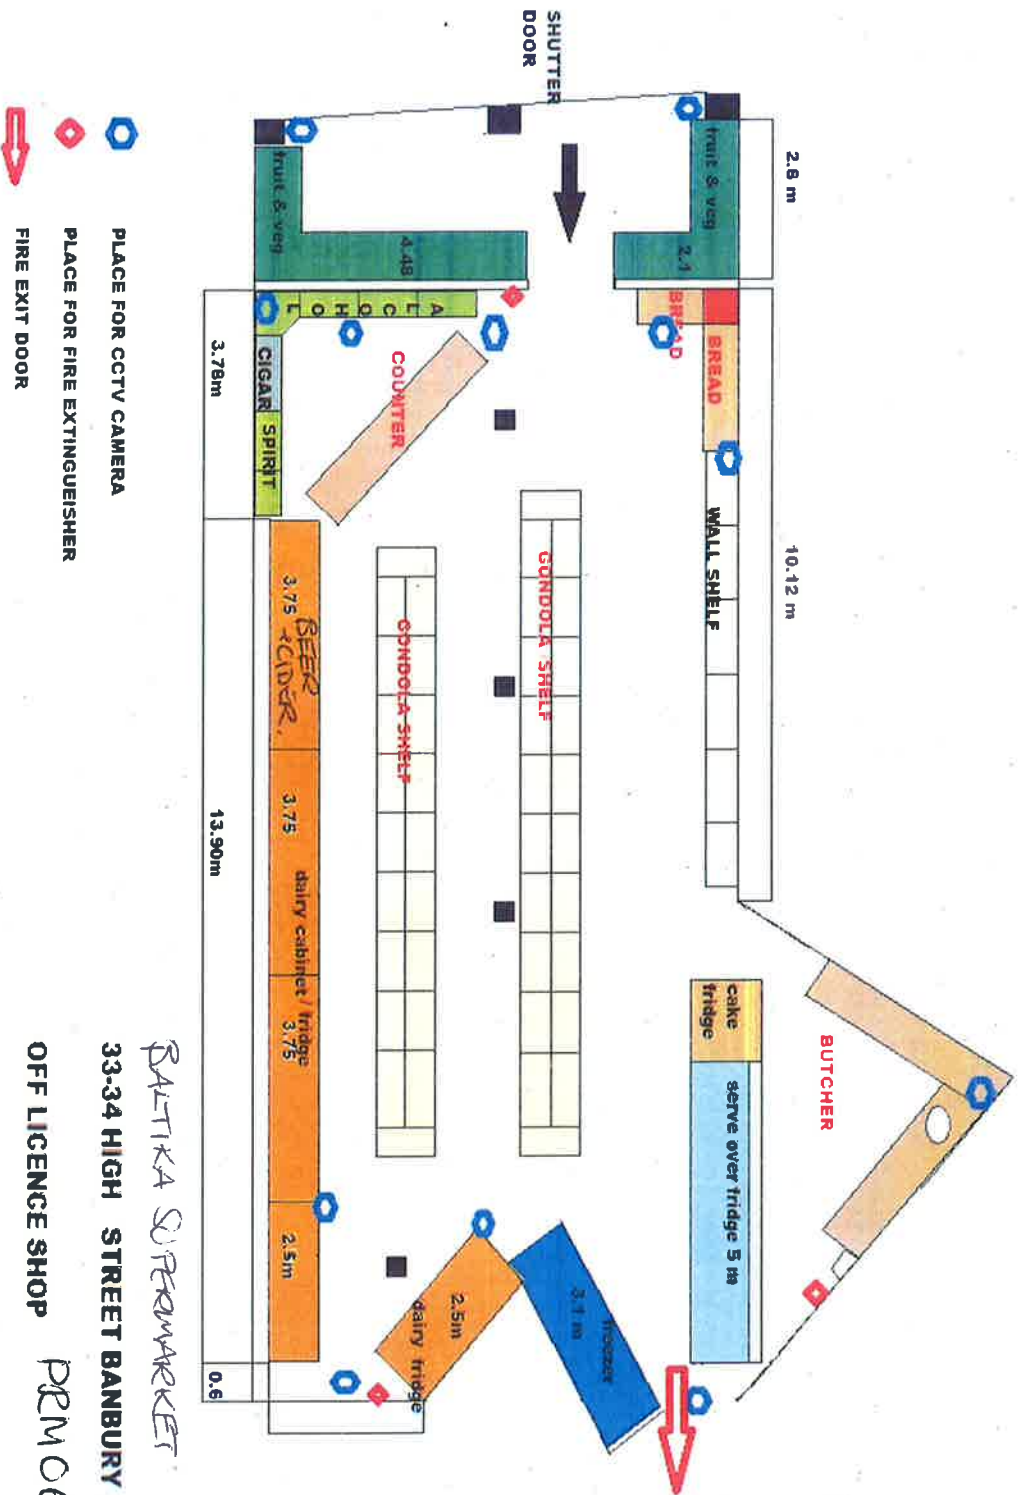 SHUTTER
DOOR
2.8 m
fruit & veg
2.1
fruit & veg
4.48
BREAD
BREAD
10.12 m
WALL SHELF
A
L
C
O
H
O
L
CIGAR
SPIRIT
3.78m
COUNTER
GUNDOLA SHELF
GONDOLA SHELF
3.75
BEER
+CIDER,
3.75
dairy cabinet / fridge
3.75
2.5m
13.90m
0.6
cake
fridge
serve over fridge 5 m
BUTCHER
freezer
3.1 m
2.5m
dairy fridge
PLACE FOR CCTV CAMERA
PLACE FOR FIRE EXTINGUEISHER
FIRE EXIT DOOR
BALTIKA SUPERMARKET
33-34 HIGH STREET BANBURY
OFF LICENCE SHOP